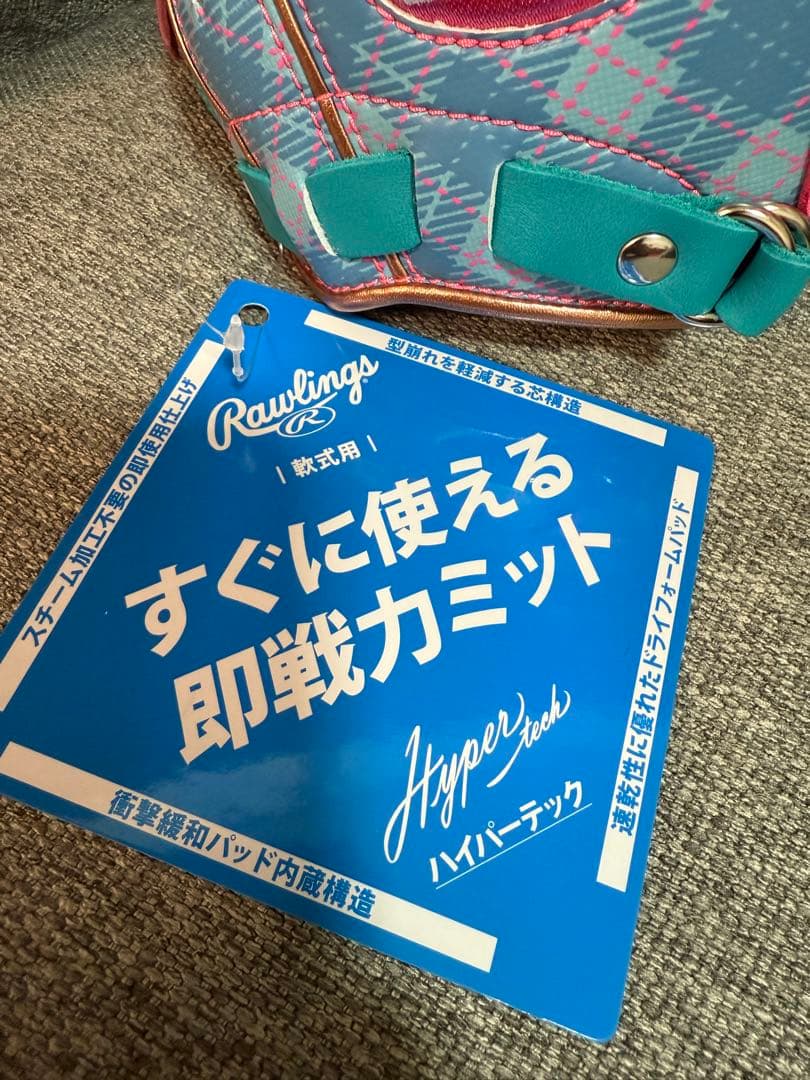 Rawlings
R
軟式用
すぐに使える
即戦力ミット
Hyper tech
ハイパーテック
型崩れを軽減する芯構造
速乾性に優れたドライフォームパッド
衝撃緩和パッド内蔵構造
スチーム加工不要の即使用仕上げ